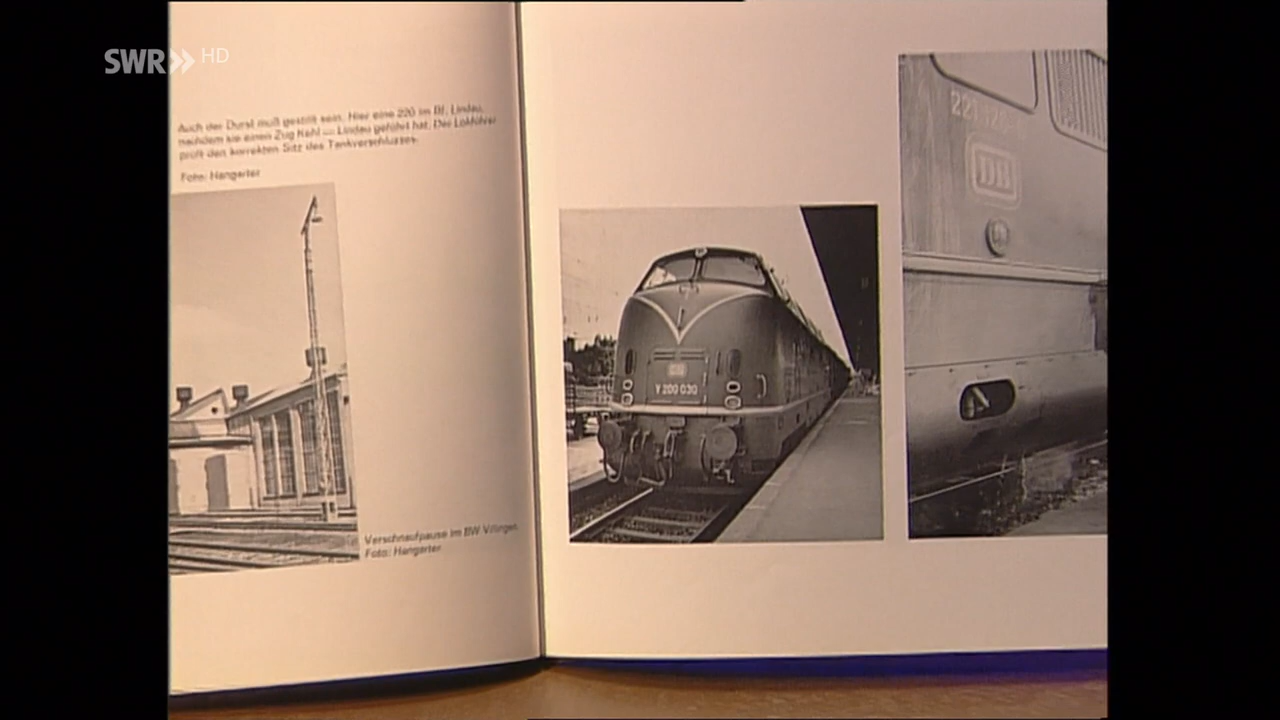 SWR HD
Auch der Durst muß gestillt sein. Hier eine 220 im Bf. Lindau,
nachdem sie einen Zug Kehl — Lindau geführt hat. Der Lokführer
prüft den korrekten Sitz des Tankverschlusses.
Foto: Hangarter
Verschnaufpause im BW Villingen
Foto: Hangarter
DB
V 200 030
221
DB